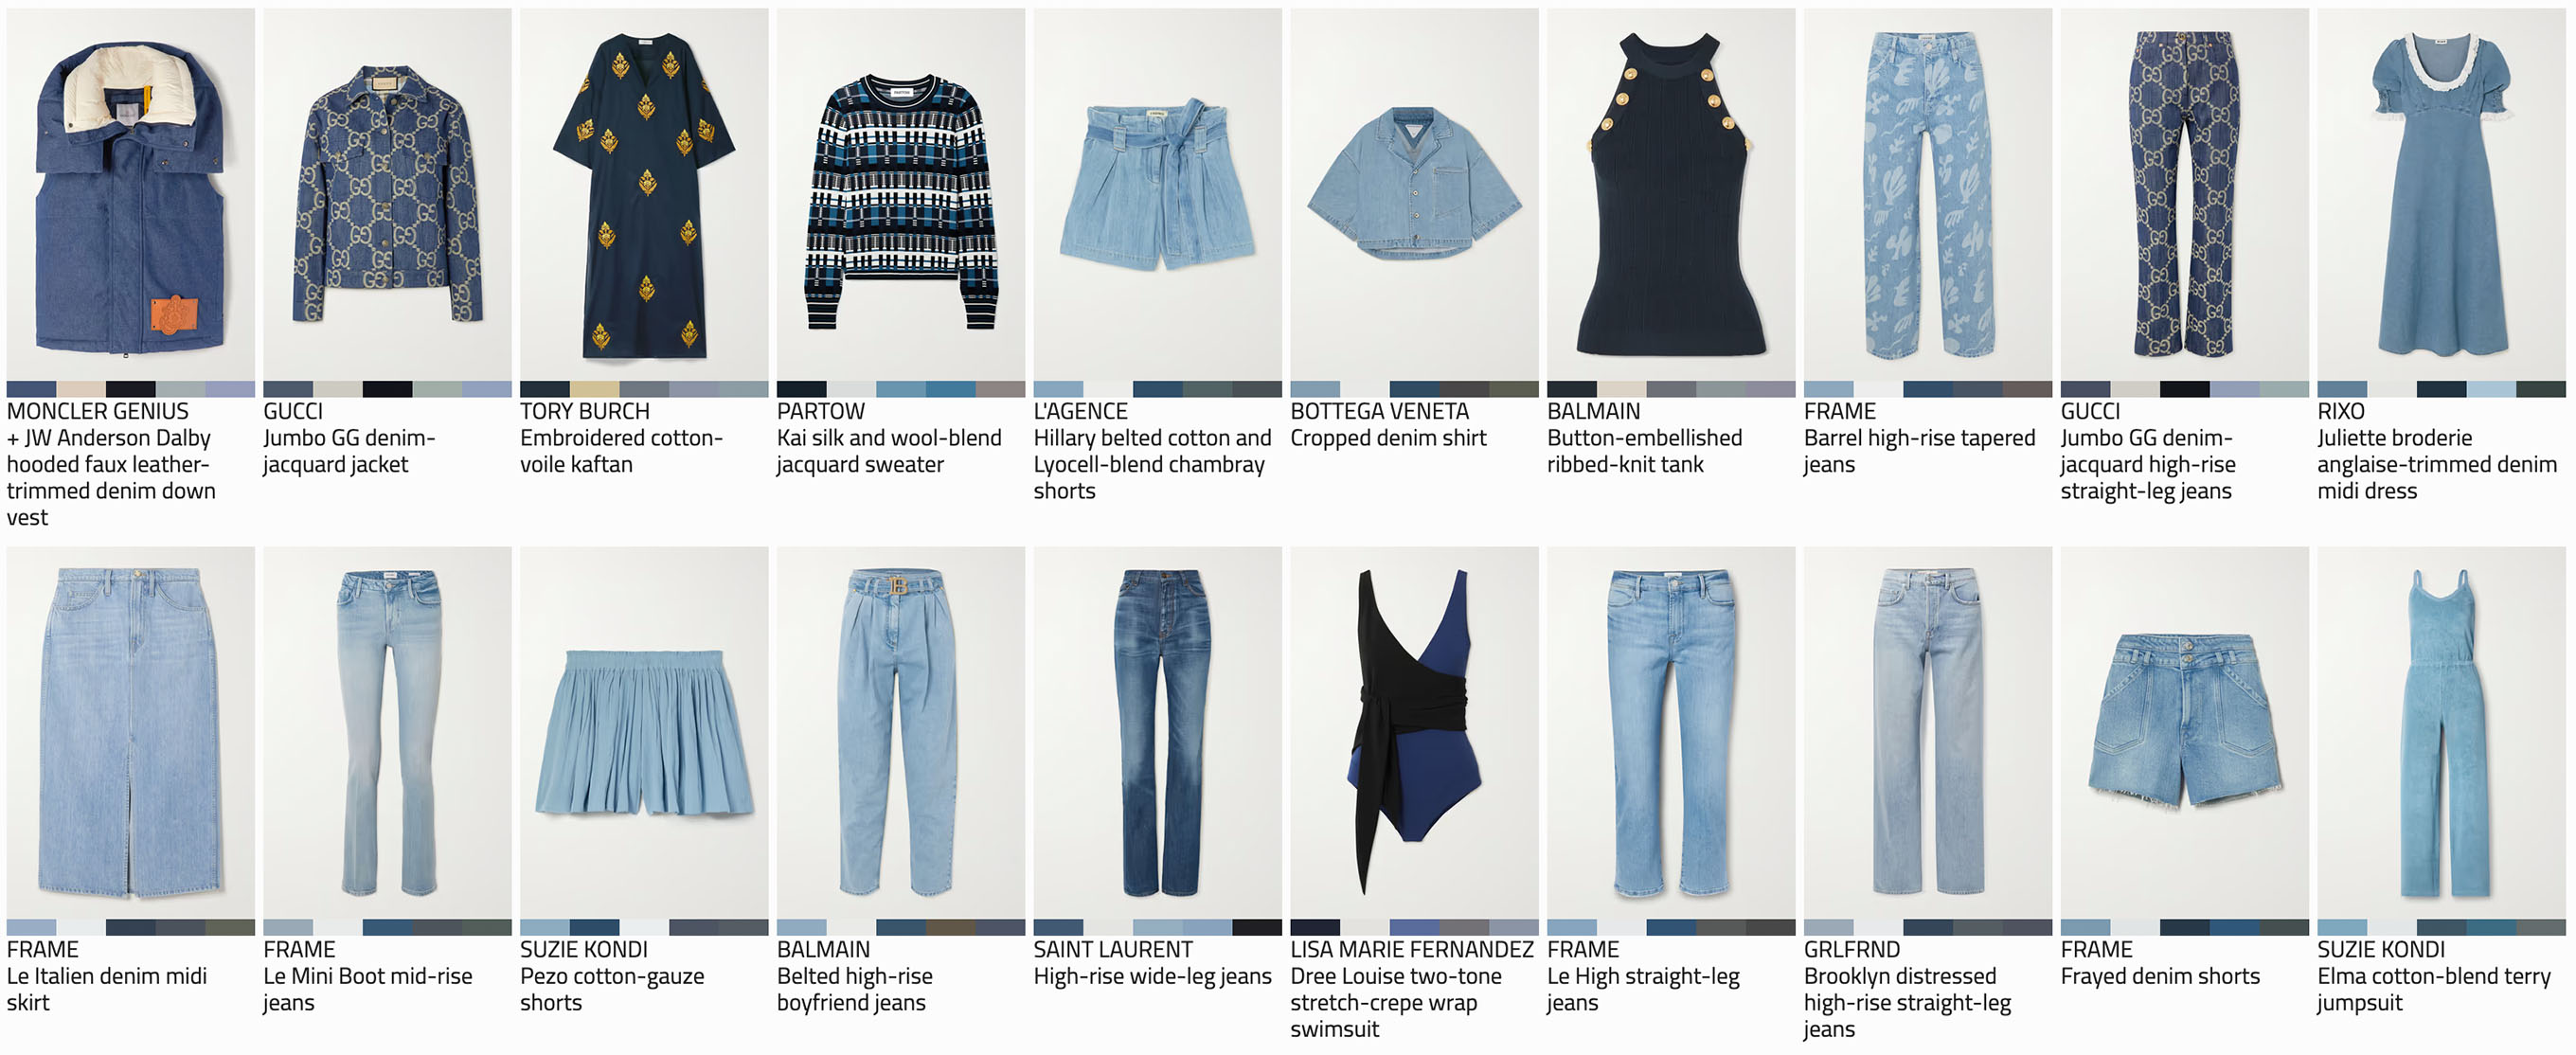 MONCLER GENIUS
+ JW Anderson Dalby
hooded faux leather-
trimmed denim down
vest
GUCCI
Jumbo GG denim-
jacquard jacket
TORY BURCH
Embroidered cotton-
voile kaftan
PARTOW
Kai silk and wool-blend
jacquard sweater
L'AGENCE
Hillary belted cotton and
Lyocell-blend chambray
shorts
BOTTEGA VENETA
Cropped denim shirt
BALMAIN
Button-embellished
ribbed-knit tank
FRAME
Barrel high-rise tapered
jeans
GUCCI
Jumbo GG denim-
jacquard high-rise
straight-leg jeans
RIXO
Juliette broderie
anglaise-trimmed denim
midi dress
FRAME
Le Italien denim midi
skirt
FRAME
Le Mini Boot mid-rise
jeans
SUZIE KONDI
Pezo cotton-gauze
shorts
BALMAIN
Belted high-rise
boyfriend jeans
SAINT LAURENT
High-rise wide-leg jeans
LISA MARIE FERNANDEZ
Dree Louise two-tone
stretch-crepe wrap
swimsuit
FRAME
Le High straight-leg
jeans
GRLFRND
Brooklyn distressed
high-rise straight-leg
jeans
FRAME
Frayed denim shorts
SUZIE KONDI
Elma cotton-blend terry
jumpsuit